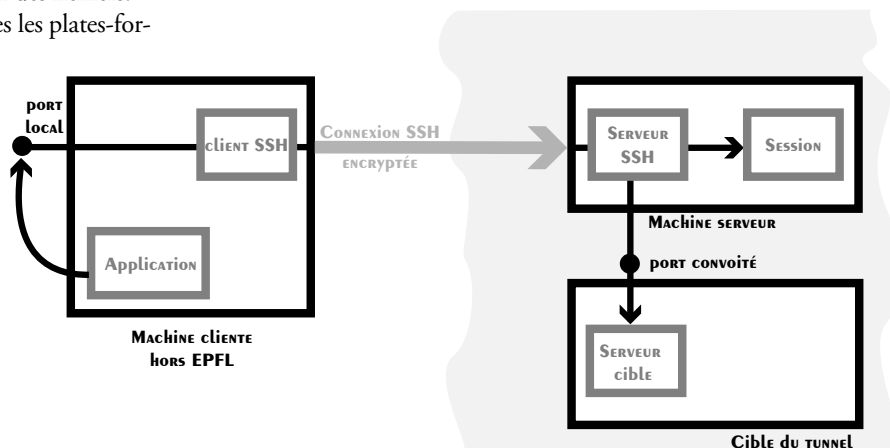 es les plates-for-
port
local
client SSH
Connexion SSH
encryptée
Serveur
SSH
Session
Application
Machine serveur
port convoité
Machine cliente
hors EPFL
Serveur
cible
Cible du tunnel